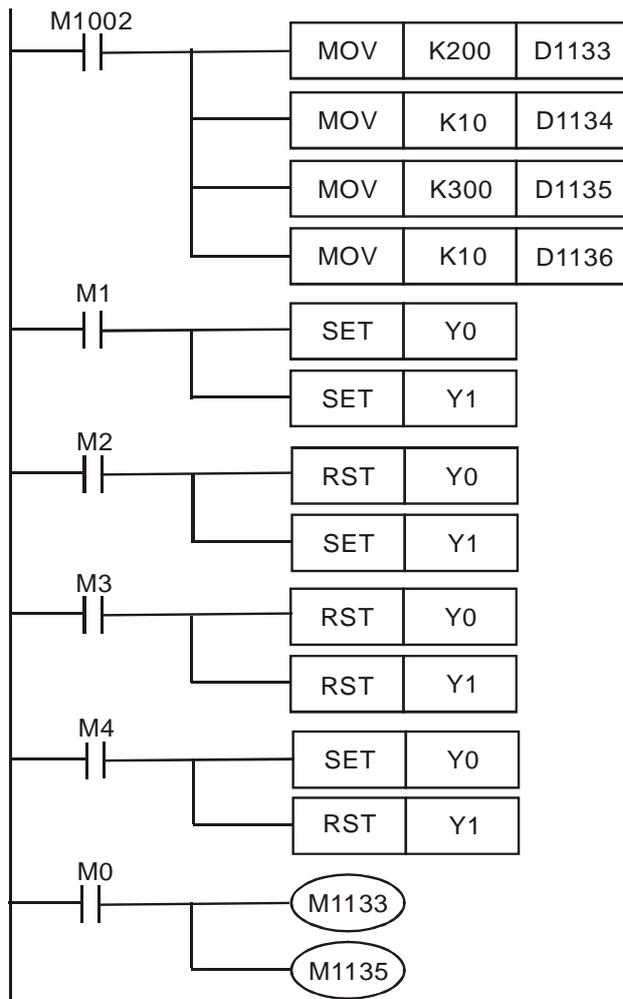 M1002
MOV K200 D1133
MOV K10 D1134
MOV K300 D1135
MOV K10 D1136
M1
SET Y0
SET Y1
M2
RST Y0
SET Y1
M3
RST Y0
RST Y1
M4
SET Y0
RST Y1
M0
M1133
M1135